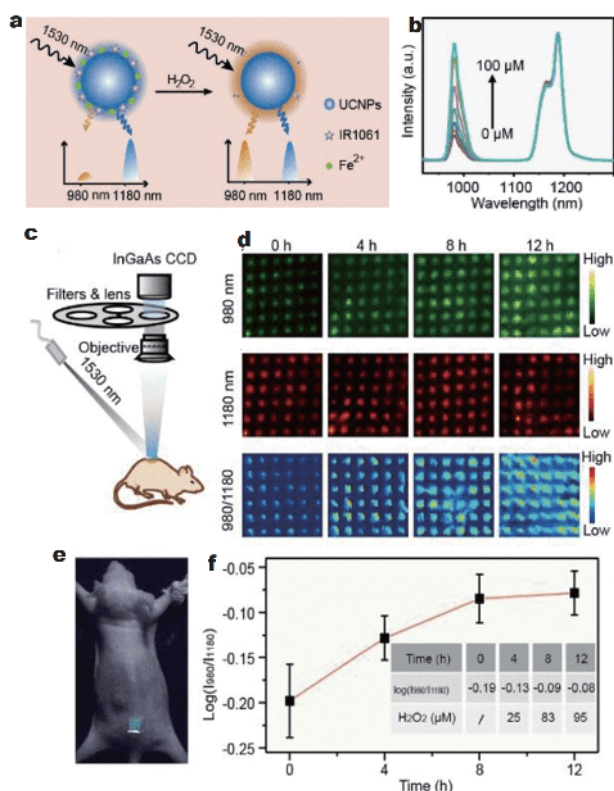 a
1530 nm
1530 nm
H2O2
UCNPs
IR1061
Fe2+
980 nm 1180 nm
980 nm 1180 nm
b
Intensity (a.u.)
100 µM
0 µM
1000 1100 1200
Wavelength (nm)
c
InGaAs CCD
Filters & lens
Objective
1530 nm
d
0 h 4 h 8 h 12 h
980 nm
High
Low
1180 nm
High
Low
980/1180
High
Low
e
f
Log(I980/I1180)
-0.05
-0.10
-0.15
-0.20
-0.25
Time (h) 0 4 8 12
log(I980/I1180) -0.19 -0.13 -0.09 -0.08
H2O2 (µM) / 25 83 95
0 4 8 12
Time (h)